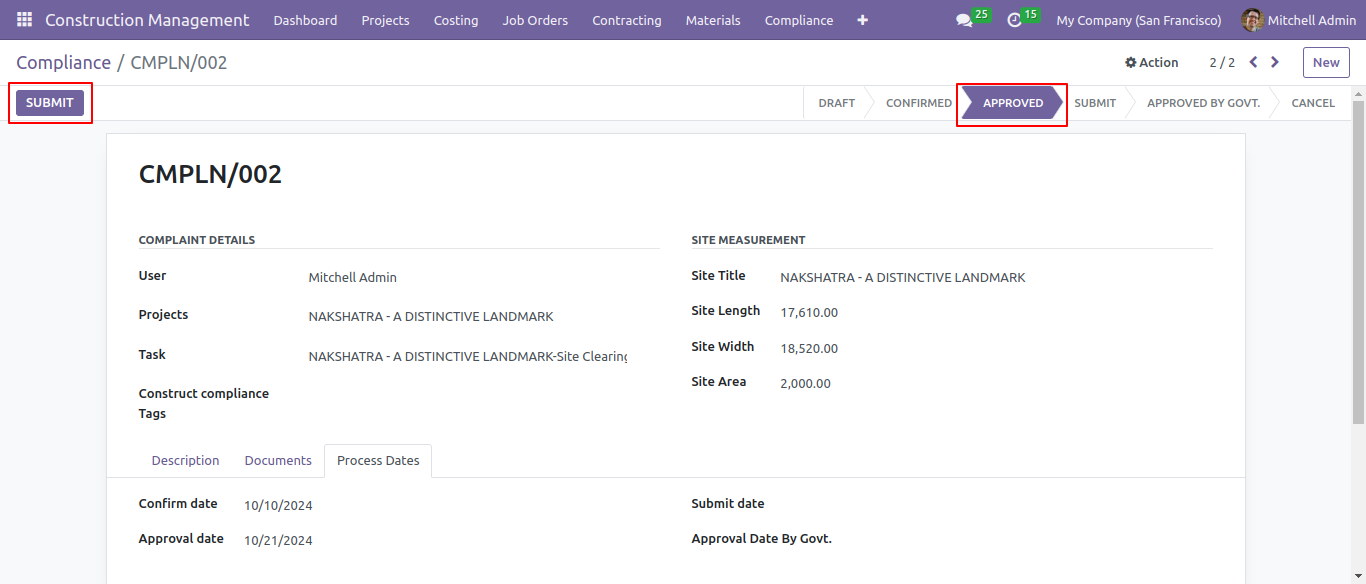 Construction Management Dashboard Projects Costing Job Orders Contracting Materials Compliance + 25 15 My Company (San Francisco) Mitchell Admin
Compliance / CMPLN/002 Action 2 / 2 New
SUBMIT DRAFT CONFIRMED APPROVED SUBMIT APPROVED BY GOVT. CANCEL
CMPLN/002
COMPLAINT DETAILS SITE MEASUREMENT
User Mitchell Admin Site Title NAKSHATRA - A DISTINCTIVE LANDMARK
Projects NAKSHATRA - A DISTINCTIVE LANDMARK Site Length 17,610.00
Task NAKSHATRA - A DISTINCTIVE LANDMARK-Site Clearing Site Width 18,520.00
Construct compliance Site Area 2,000.00
Tags
Description Documents Process Dates
Confirm date 10/10/2024 Submit date
Approval date 10/21/2024 Approval Date By Govt.